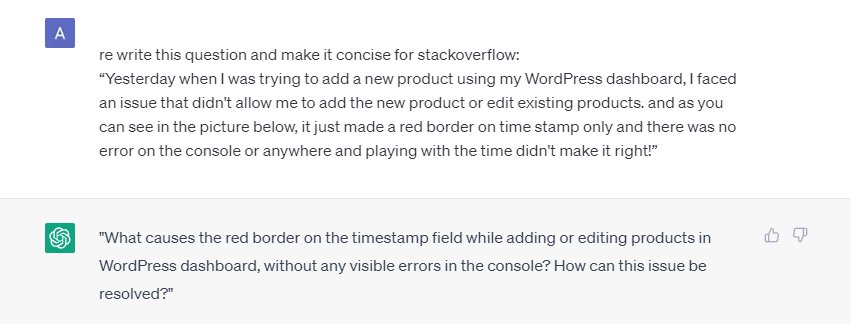 A
re write this question and make it concise for stackoverflow:
“Yesterday when I was trying to add a new product using my WordPress dashboard, I faced
an issue that didn't allow me to add the new product or edit existing products. and as you
can see in the picture below, it just made a red border on time stamp only and there was no
error on the console or anywhere and playing with the time didn't make it right!”
"What causes the red border on the timestamp field while adding or editing products in
WordPress dashboard, without any visible errors in the console? How can this issue be
resolved?"